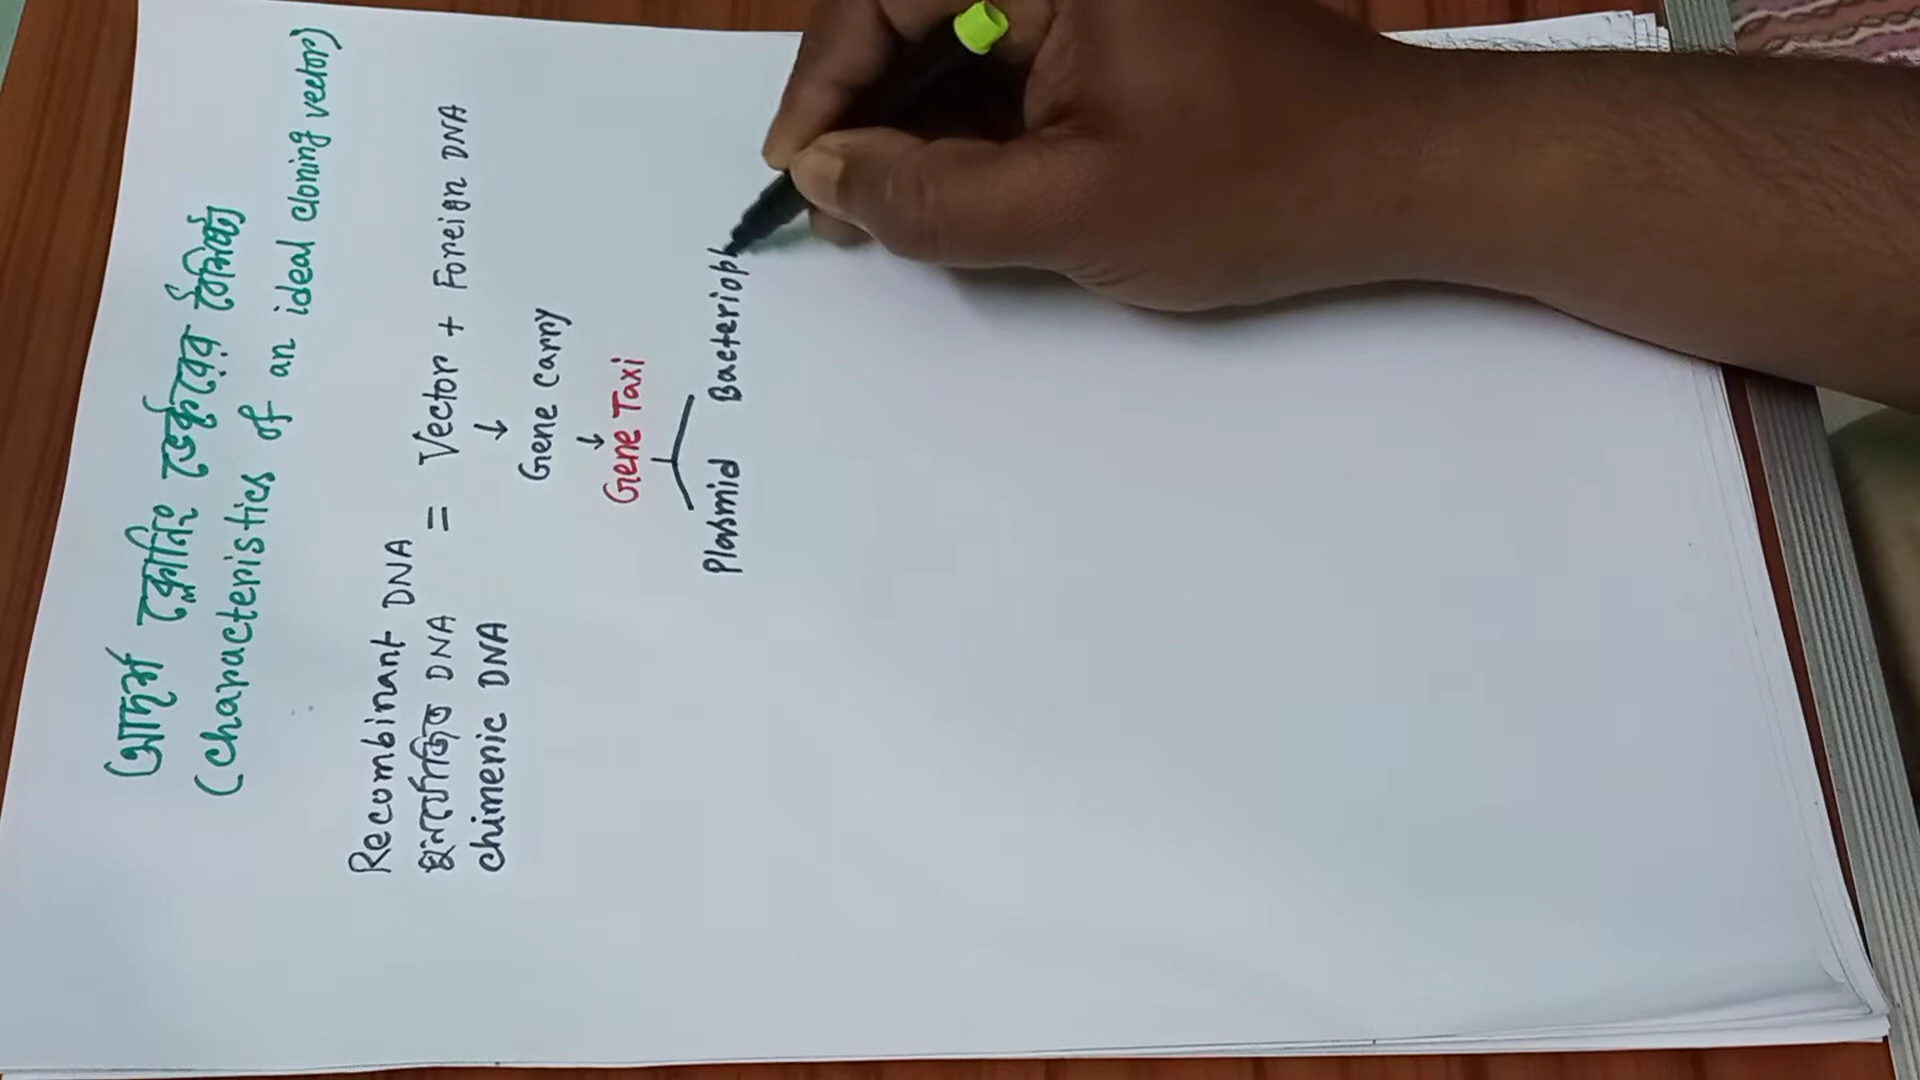 আদর্শ ক্লোনিং ভেক্টরের বৈশিষ্ট্য
(characteristics of an ideal cloning vector)
Recombinant DNA
DNA = Vector + Foreign DNA
chimeric DNA
↓
Gene carry
↓
Gene Taxi
Plasmid Bacterioph